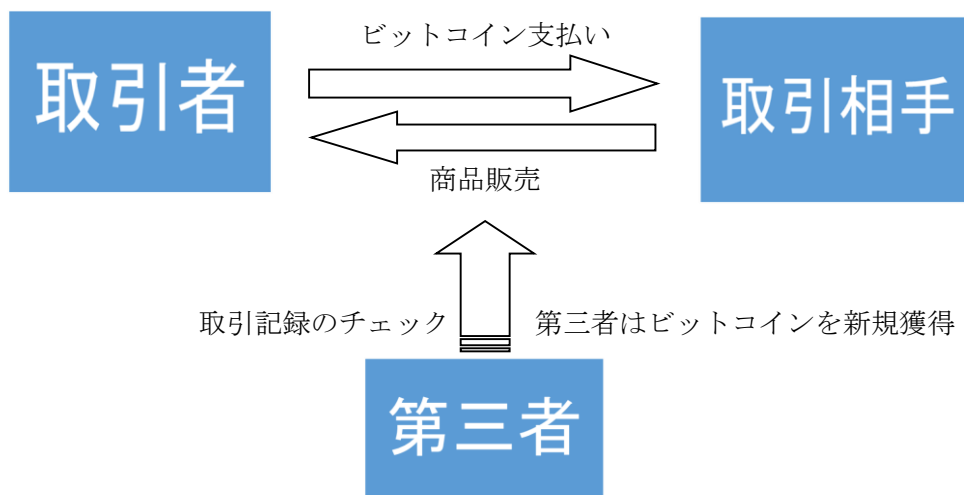 ビットコイン支払い
取引者
取引相手
商品販売
取引記録のチェック
第三者はビットコインを新規獲得
第三者